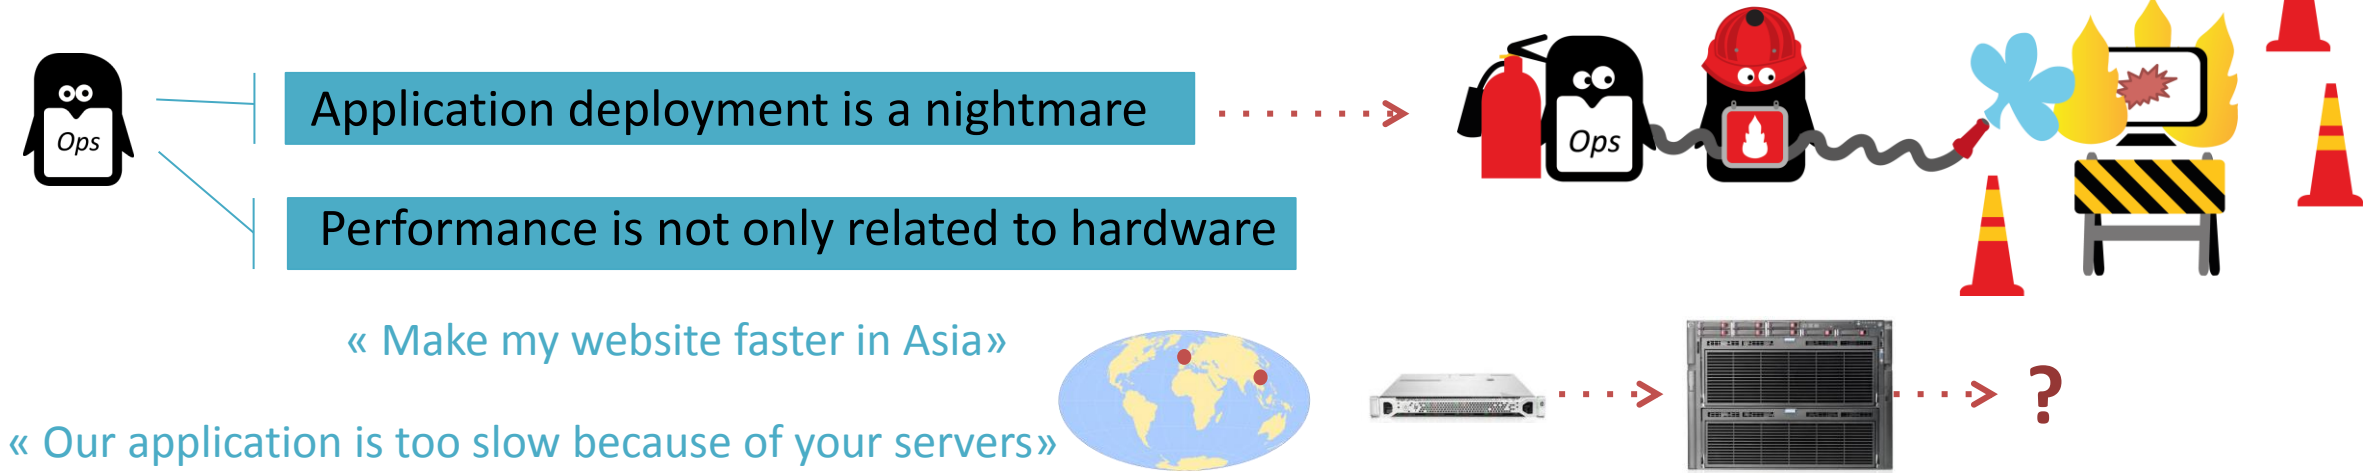 Ops
Application deployment is a nightmare
Ops
Performance is not only related to hardware
« Make my website faster in Asia»
« Our application is too slow because of your servers»
?